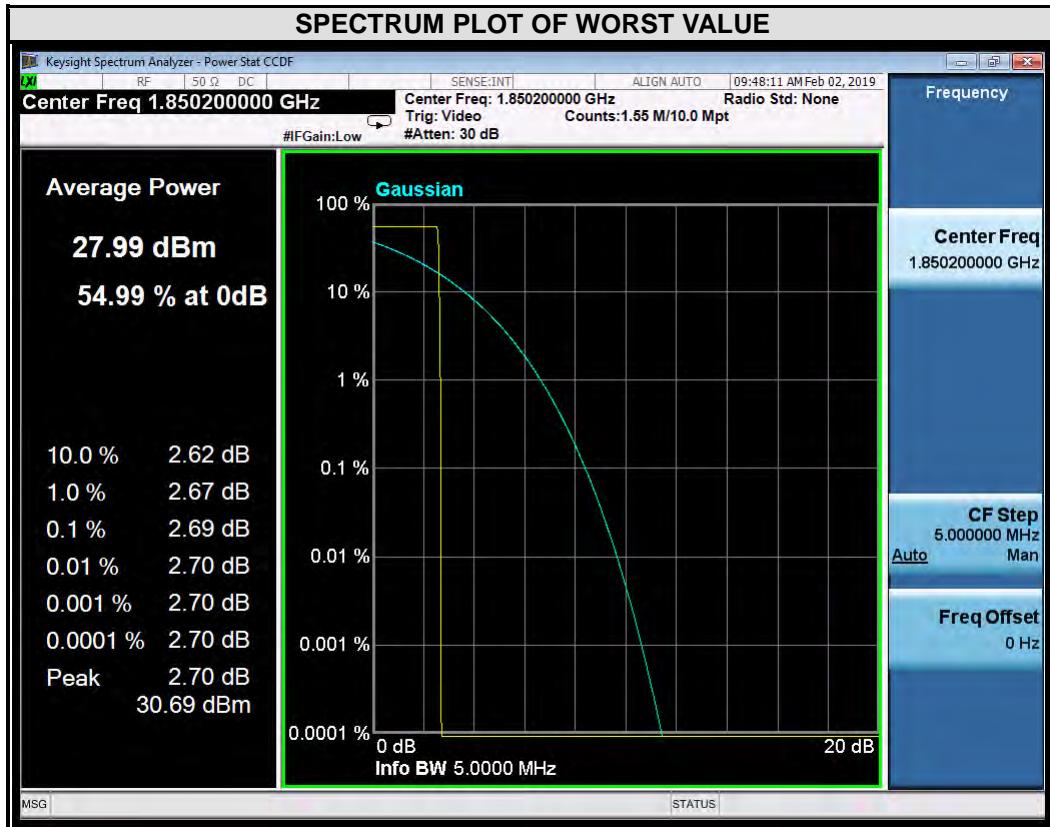 SPECTRUM PLOT OF WORST VALUE
Keysight Spectrum Analyzer - Power Stat CCDF
LXI RF 50 Ω DC SENSE:INT ALIGN AUTO 09:48:11 AM Feb 02, 2019
Center Freq 1.850200000 GHz
Center Freq: 1.850200000 GHz Radio Std: None
Trig: Video Counts:1.55 M/10.0 Mpt
#IFGain:Low #Atten: 30 dB
Frequency
Average Power
27.99 dBm
54.99 % at 0dB
10.0 % 2.62 dB
1.0 % 2.67 dB
0.1 % 2.69 dB
0.01 % 2.70 dB
0.001 % 2.70 dB
0.0001 % 2.70 dB
Peak 2.70 dB
30.69 dBm
Gaussian
100 %
10 %
1 %
0.1 %
0.01 %
0.001 %
0.0001 %
0 dB 20 dB
Info BW 5.0000 MHz
Center Freq
1.850200000 GHz
CF Step
5.000000 MHz
Auto Man
Freq Offset
0 Hz
MSG STATUS